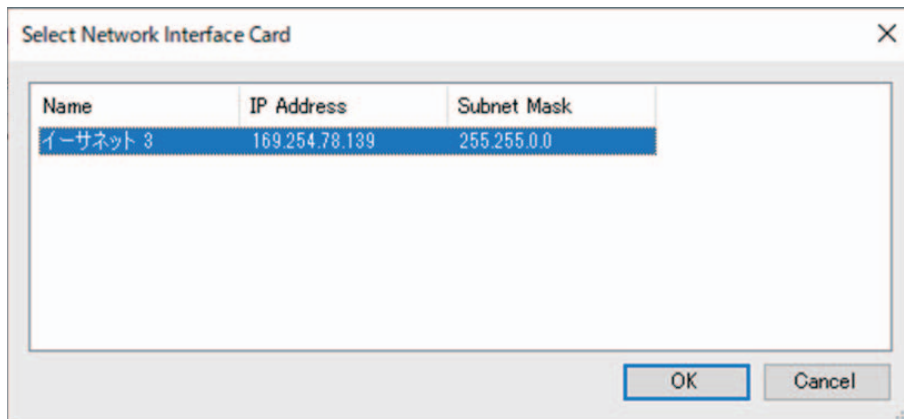 Select Network Interface Card
Name IP Address Subnet Mask
イーサネット 3 169.254.78.139 255.255.0.0
OK Cancel